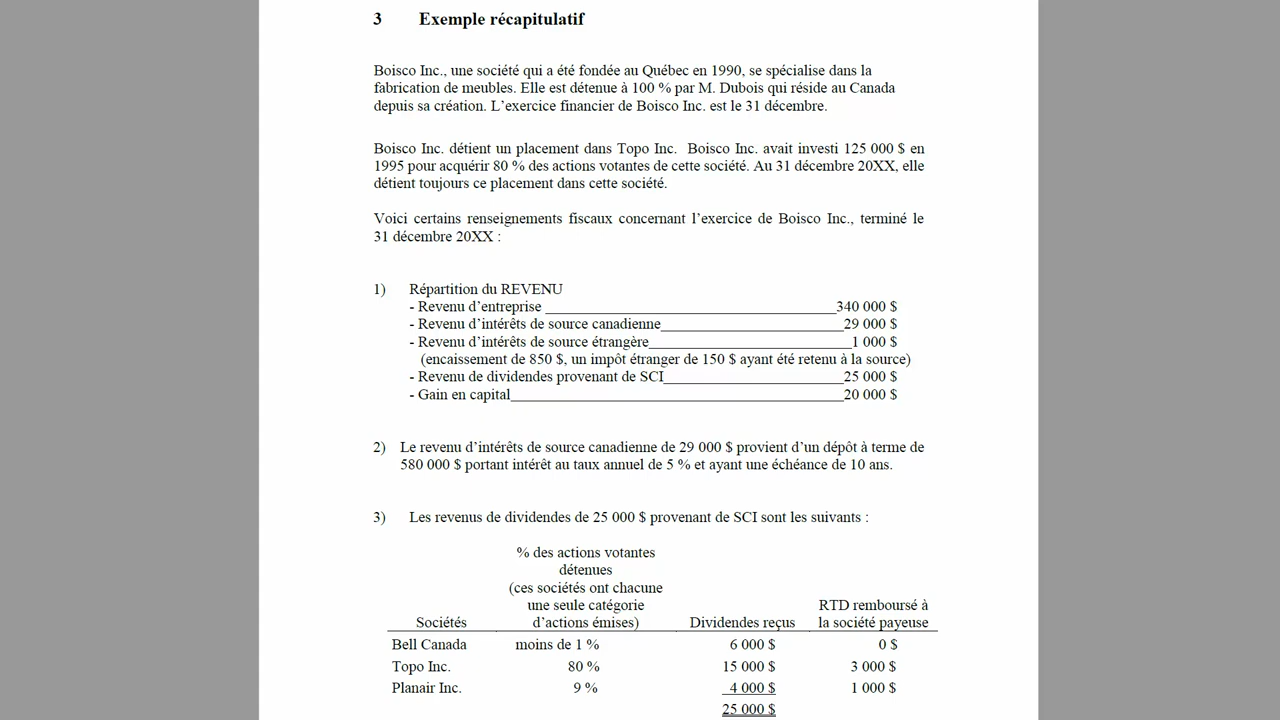 3 Exemple récapitulatif
Boisco Inc., une société qui a été fondée au Québec en 1990, se spécialise dans la
fabrication de meubles. Elle est détenue à 100 % par M. Dubois qui réside au Canada
depuis sa création. L’exercice financier de Boisco Inc. est le 31 décembre.
Boisco Inc. détient un placement dans Topo Inc. Boisco Inc. avait investi 125 000 $ en
1995 pour acquérir 80 % des actions votantes de cette société. Au 31 décembre 20XX, elle
détient toujours ce placement dans cette société.
Voici certains renseignements fiscaux concernant l’exercice de Boisco Inc., terminé le
31 décembre 20XX :
1) Répartition du REVENU
- Revenu d’entreprise 340 000 $
- Revenu d’intérêts de source canadienne 29 000 $
- Revenu d’intérêts de source étrangère 1 000 $
(encaissement de 850 $, un impôt étranger de 150 $ ayant été retenu à la source)
- Revenu de dividendes provenant de SCI 25 000 $
- Gain en capital 20 000 $
2) Le revenu d’intérêts de source canadienne de 29 000 $ provient d’un dépôt à terme de
580 000 $ portant intérêt au taux annuel de 5 % et ayant une échéance de 10 ans.
3) Les revenus de dividendes de 25 000 $ provenant de SCI sont les suivants :
% des actions votantes
détenues
(ces sociétés ont chacune
une seule catégorie RTD remboursé à
Sociétés d’actions émises) Dividendes reçus la société payeuse
Bell Canada moins de 1 % 6 000 $ 0 $
Topo Inc. 80 % 15 000 $ 3 000 $
Planair Inc. 9 % 4 000 $ 1 000 $
25 000 $